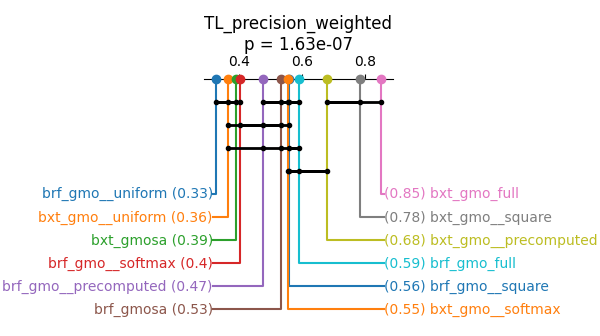 TL_precision_weighted
p = 1.63e-07
0.4 0.6 0.8
brf_gmo__uniform (0.33) (0.85) bxt_gmo_full
bxt_gmo__uniform (0.36) (0.78) bxt_gmo__square
bxt_gmosa (0.39) (0.68) bxt_gmo__precomputed
brf_gmo__softmax (0.4) (0.59) brf_gmo_full
brf_gmo__precomputed (0.47) (0.56) brf_gmo__square
brf_gmosa (0.53) (0.55) bxt_gmo__softmax